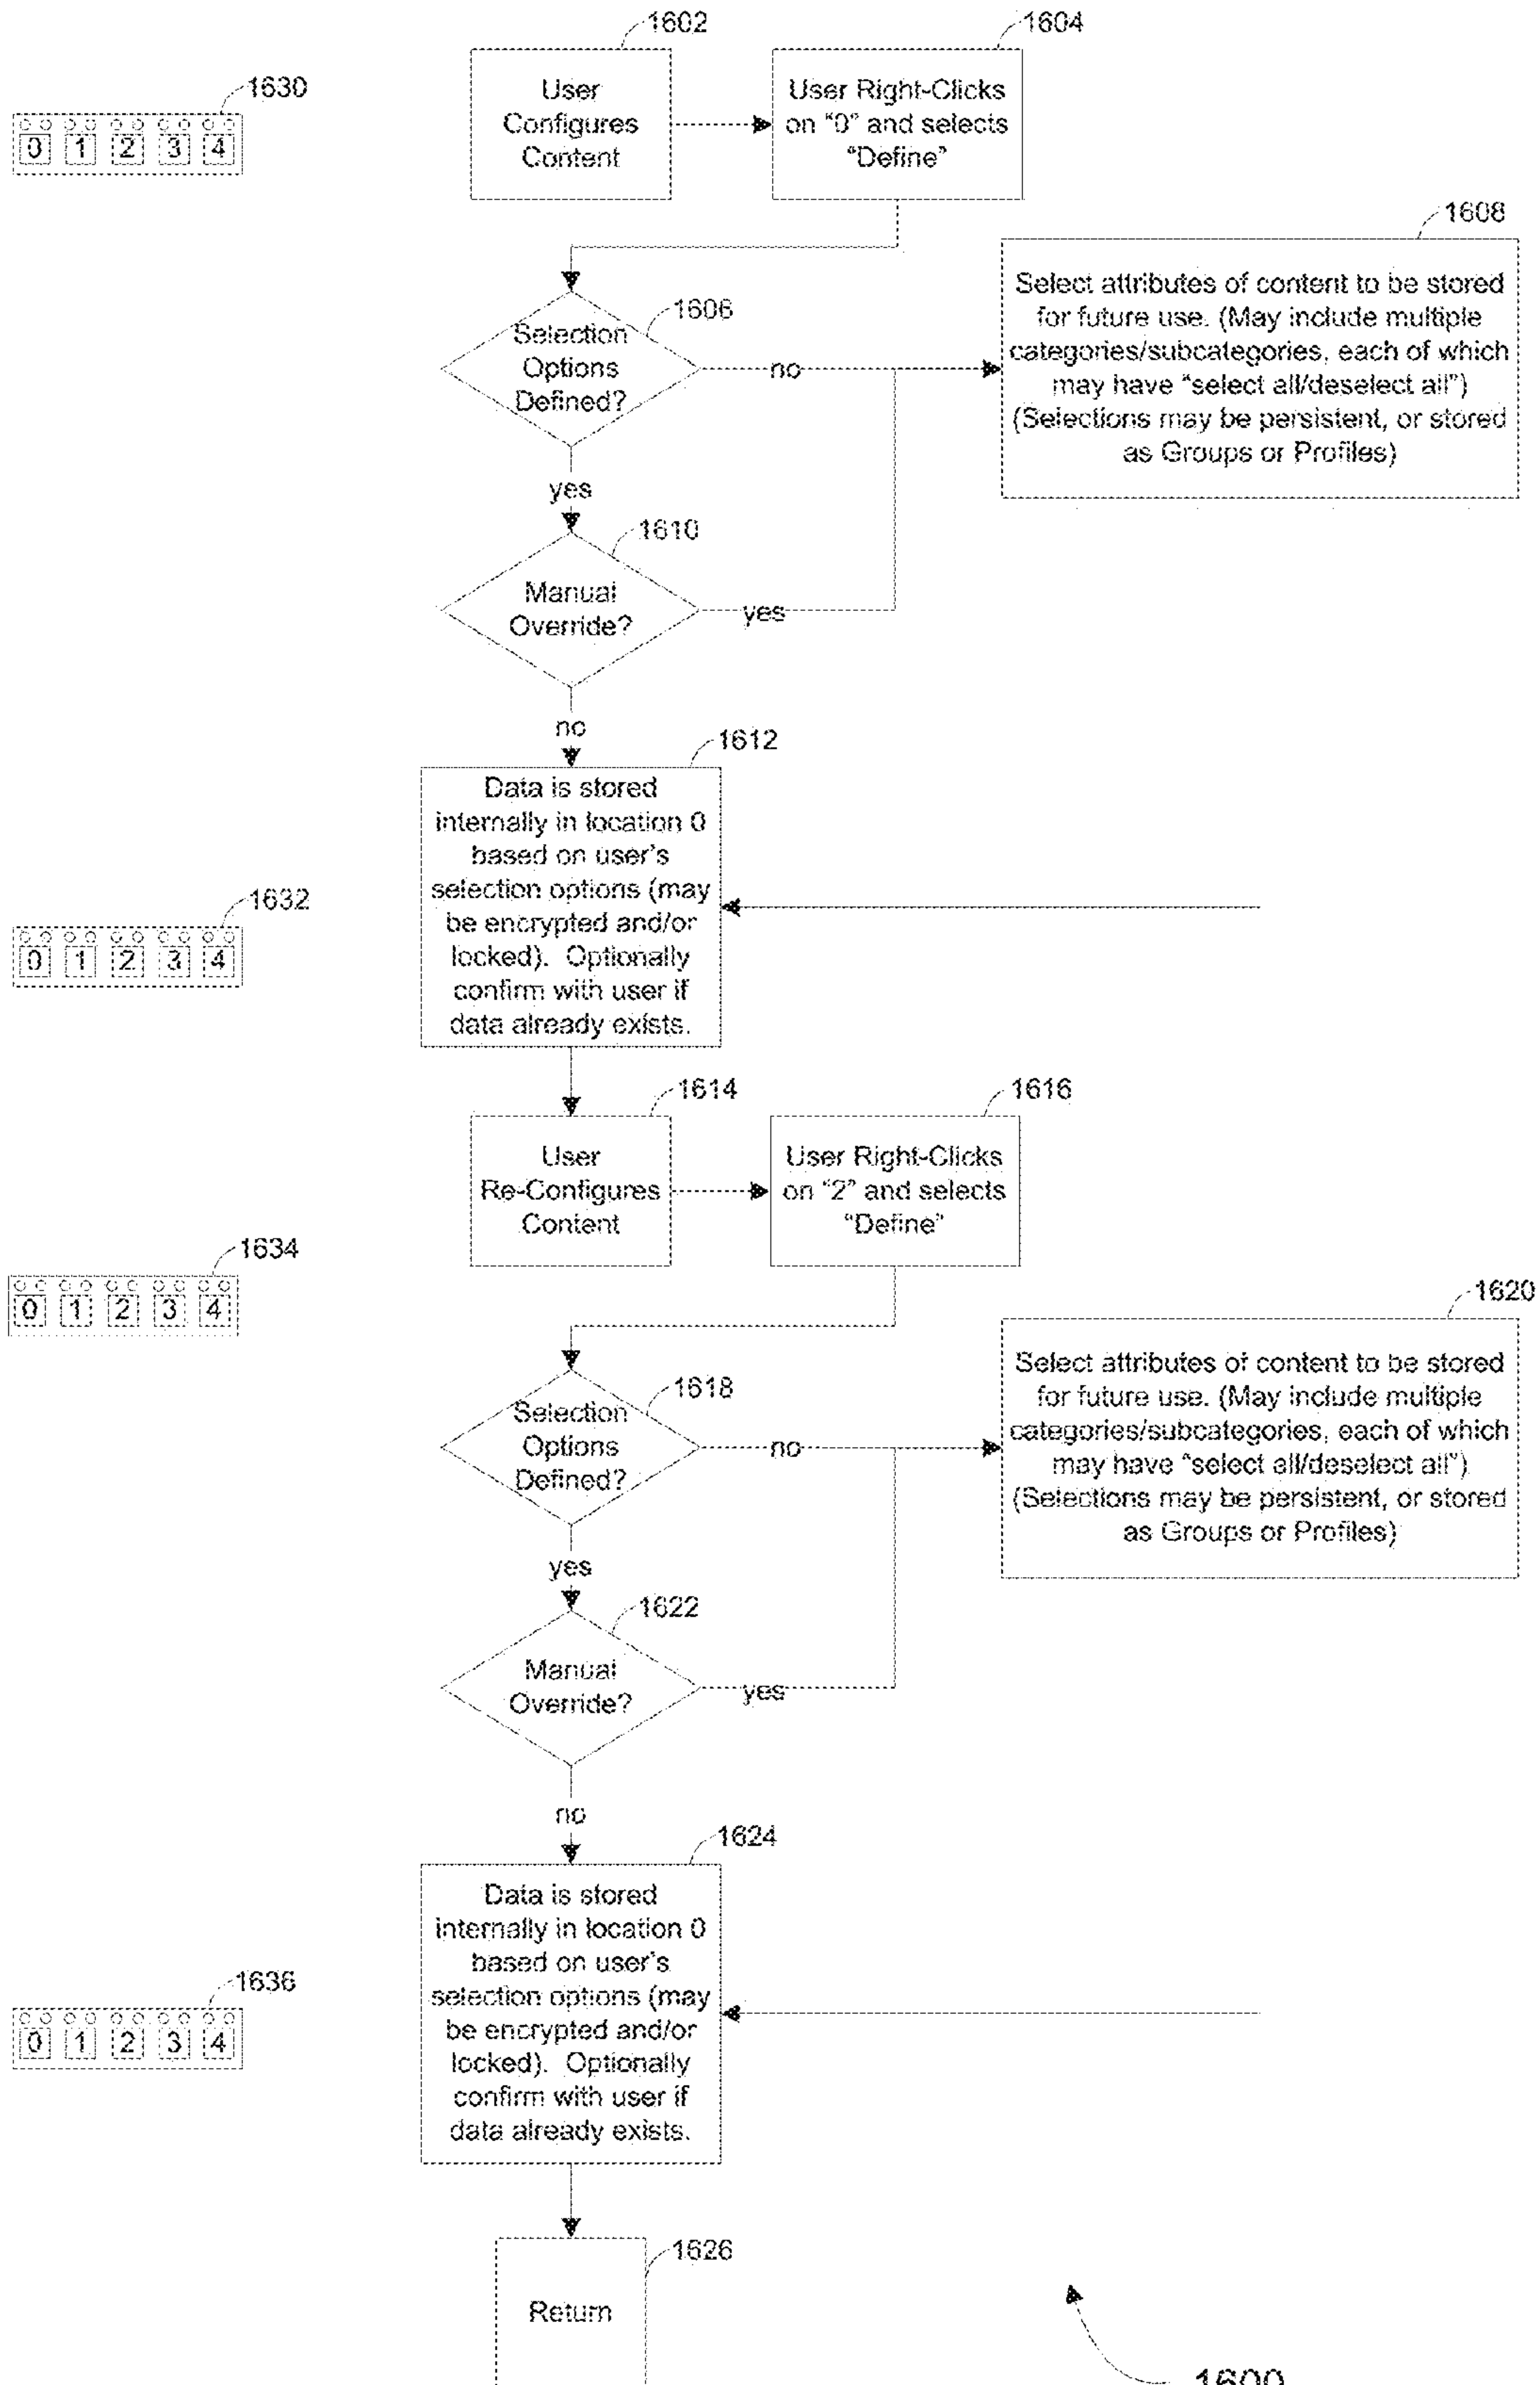 1602
1604
1630
0 1 2 3 4
User
Configures
Content
User Right-Clicks
on "0" and selects
"Define"
1608
Select attributes of content to be stored
for future use. (May include multiple
categories/subcategories, each of which
may have "select all/deselect all")
(Selections may be persistent, or stored
as Groups or Profiles)
1606
Selection
Options
Defined?
no
yes
1610
Manual
Override?
yes
no
1612
Data is stored
internally in location 0
based on user's
selection options (may
be encrypted and/or
locked). Optionally
confirm with user if
data already exists.
1632
0 1 2 3 4
1614
1616
User
Re-Configures
Content
User Right-Clicks
on "2" and selects
"Define"
1634
0 1 2 3 4
1620
Select attributes of content to be stored
for future use. (May include multiple
categories/subcategories, each of which
may have "select all/deselect all")
(Selections may be persistent, or stored
as Groups or Profiles)
1618
Selection
Options
Defined?
no
yes
1622
Manual
Override?
yes
no
1624
Data is stored
internally in location 0
based on user's
selection options (may
be encrypted and/or
locked). Optionally
confirm with user if
data already exists.
1636
0 1 2 3 4
1626
Return
1600